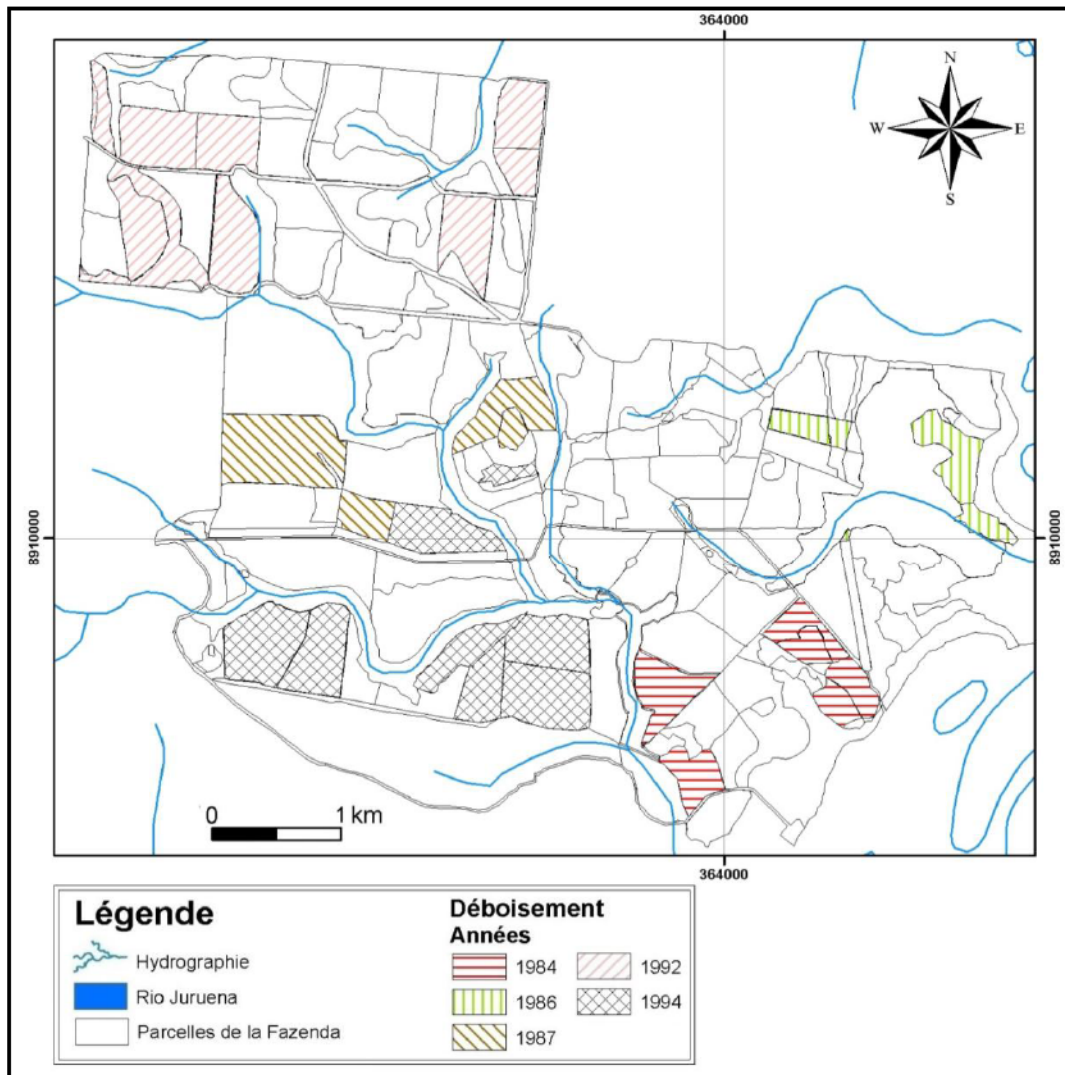 364000
N
W
E
S
8910000
8910000
0
1 km
364000
Légende
Hydrographie
Rio Juruena
Parcelles de la Fazenda
Déboisement
Années
1984
1986
1987
1992
1994